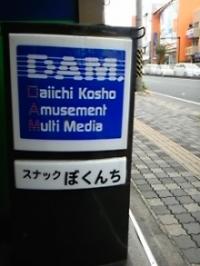 DAM.
Daiichi Kosho
Amusement
Multi Media
スナック ぼくんち